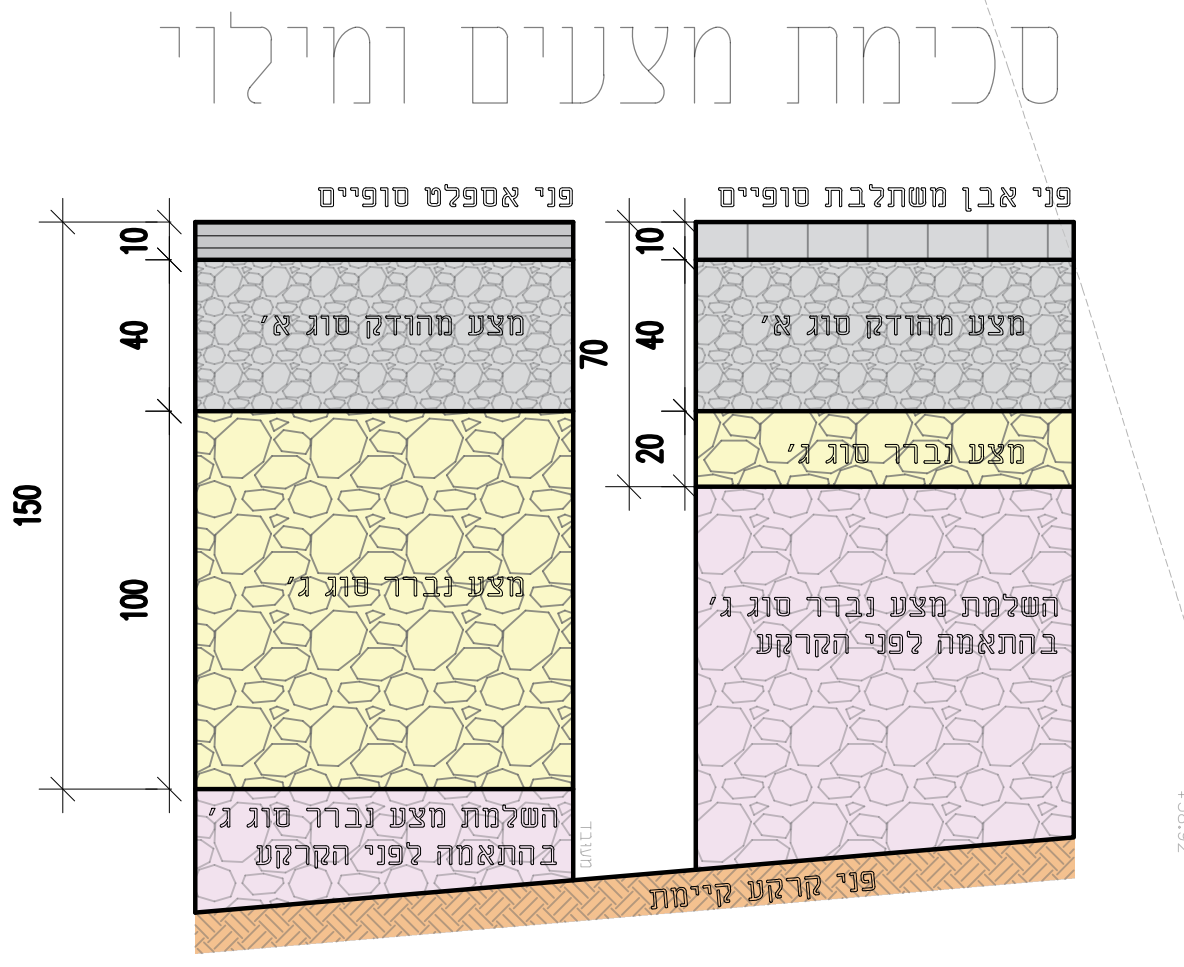 סכימת מצעים ומילוי
פני אבן משתלבת סופיים
10
מצע מהודק סוג א'
40
70
מצע נברר סוג ג'
20
השלמת מצע נברר סוג ג'
בהתאמה לפני הקרקע
פני אספלט סופיים
10
מצע מהודק סוג א'
40
150
מצע נברר סוג ג'
100
השלמת מצע נברר סוג ג'
בהתאמה לפני הקרקע
פני קרקע קיימת